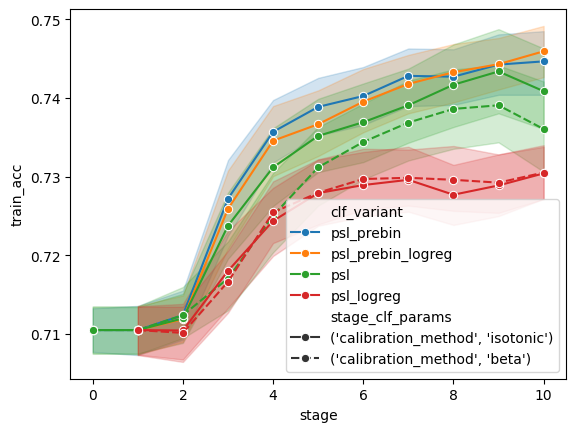 0.75
0.74
0.73
0.72
0.71
train_acc
clf_variant
psl_prebin
psl_prebin_logreg
psl
psl_logreg
stage_clf_params
('calibration_method', 'isotonic')
('calibration_method', 'beta')
0 2 4 6 8 10
stage